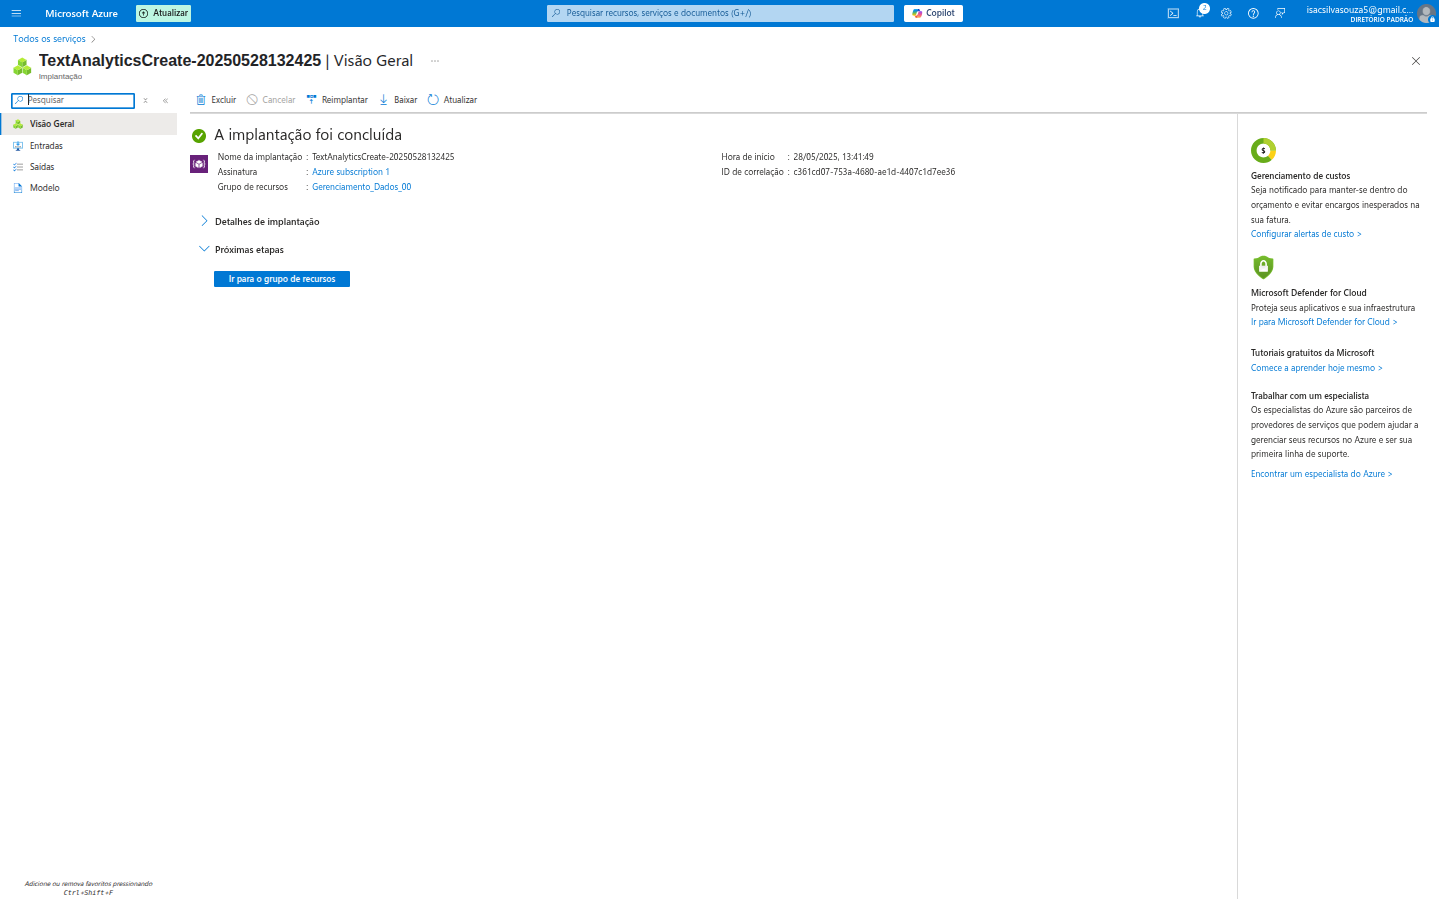 Microsoft Azure
Atualizar
Pesquisar recursos, serviços e documentos (G+/)
Copilot
2
isacsilvasouza5@gmail.c...
DIRETÓRIO PADRÃO
Todos os serviços
TextAnalyticsCreate-20250528132425 | Visão Geral
Implantação
Pesquisar
Excluir
Cancelar
Reimplantar
Baixar
Atualizar
Visão Geral
Entradas
Saídas
Modelo
A implantação foi concluída
Nome da implantação : TextAnalyticsCreate-20250528132425
Assinatura : Azure subscription 1
Grupo de recursos : Gerenciamento_Dados_00
Hora de início : 28/05/2025, 13:41:49
ID de correlação : c361cd07-753a-4680-ae1d-4407c1d7ee36
Detalhes de implantação
Próximas etapas
Ir para o grupo de recursos
Gerenciamento de custos
Seja notificado para manter-se dentro do
orçamento e evitar encargos inesperados na
sua fatura.
Configurar alertas de custo >
Microsoft Defender for Cloud
Proteja seus aplicativos e sua infraestrutura
Ir para Microsoft Defender for Cloud >
Tutoriais gratuitos da Microsoft
Comece a aprender hoje mesmo >
Trabalhar com um especialista
Os especialistas do Azure são parceiros de
provedores de serviços que podem ajudar a
gerenciar seus recursos no Azure e ser sua
primeira linha de suporte.
Encontrar um especialista do Azure >
Adicione ou remova favoritos pressionando
Ctrl+Shift+F